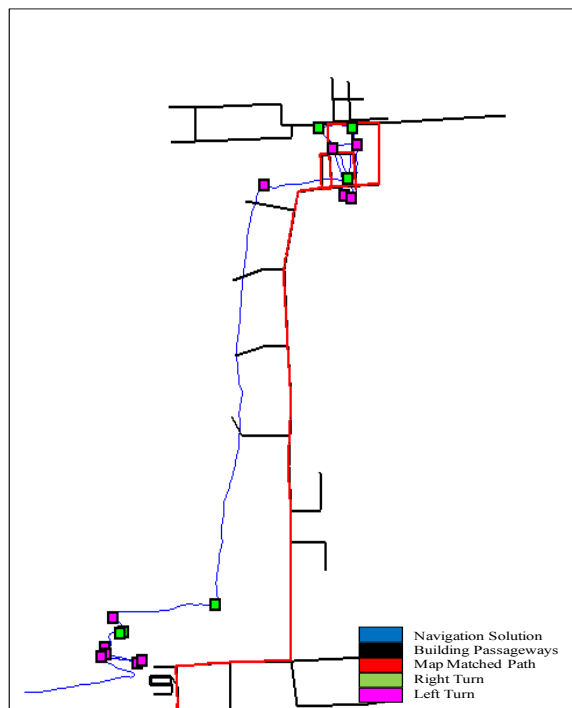 Navigation Solution
Building Passageways
Map Matched Path
Right Turn
Left Turn